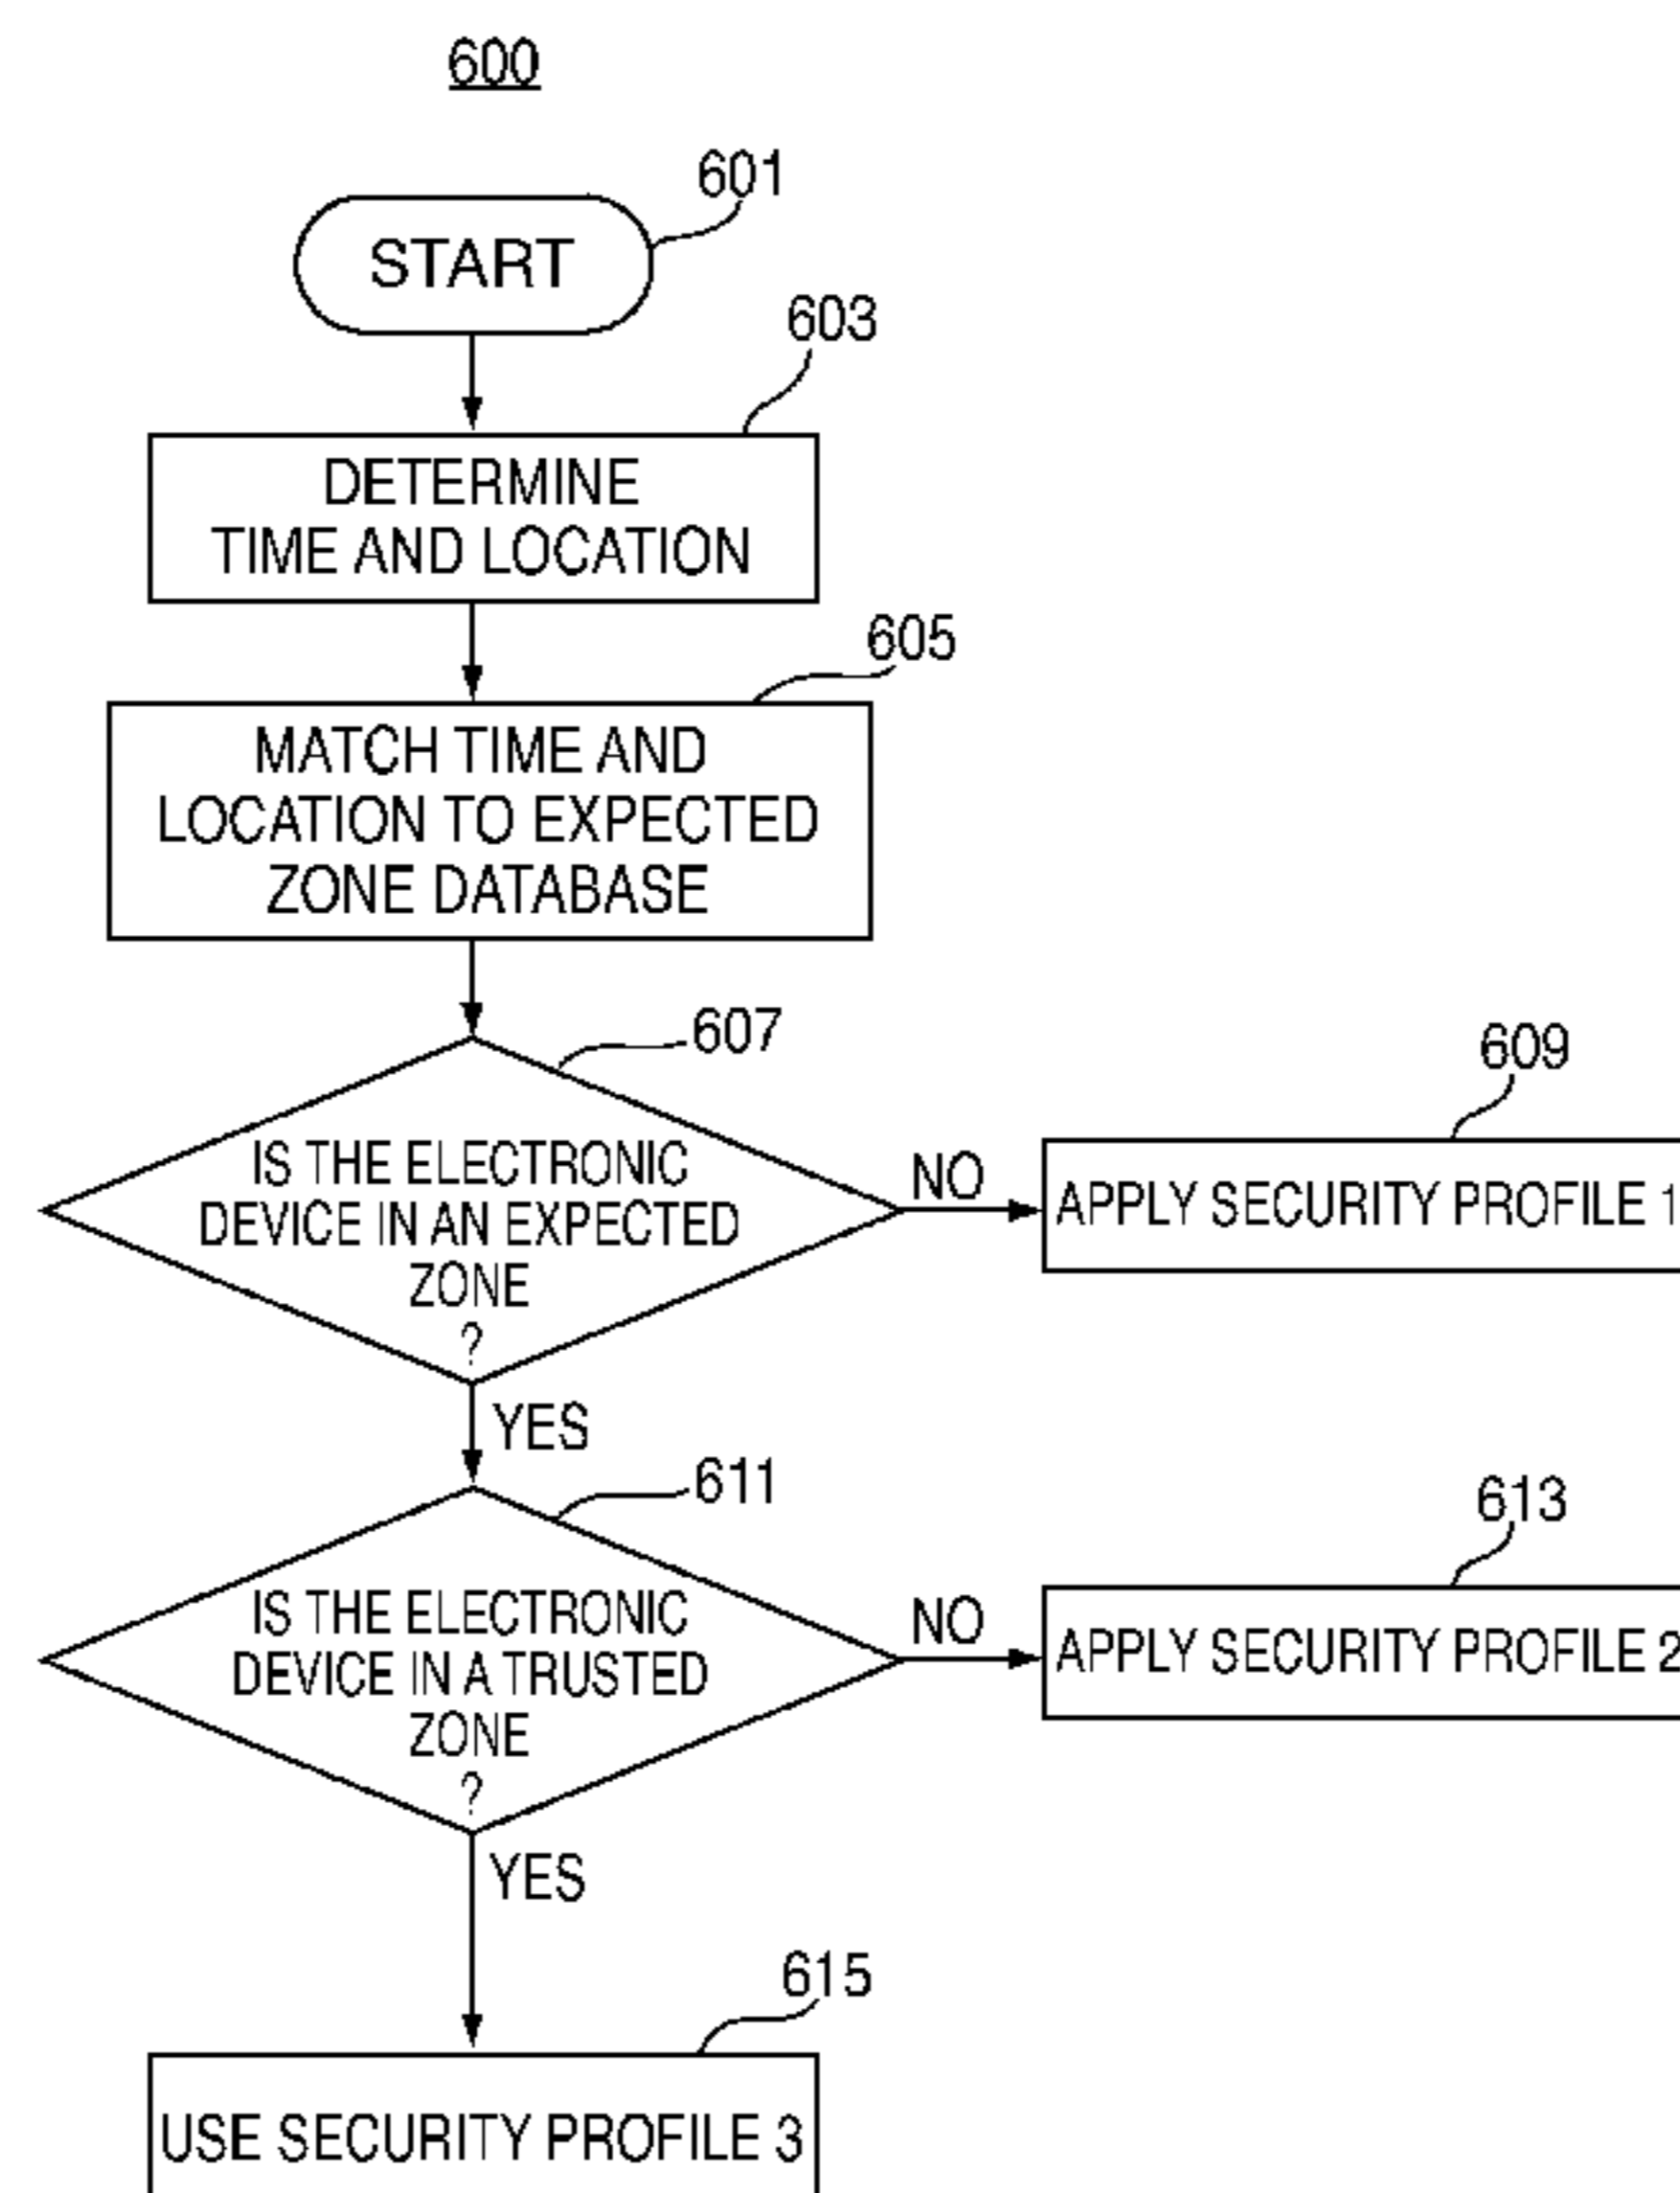 600
601
START
603
DETERMINE
TIME AND LOCATION
605
MATCH TIME AND
LOCATION TO EXPECTED
ZONE DATABASE
607
IS THE ELECTRONIC
DEVICE IN AN EXPECTED
ZONE
?
NO
609
APPLY SECURITY PROFILE 1
YES
611
IS THE ELECTRONIC
DEVICE IN A TRUSTED
ZONE
?
NO
613
APPLY SECURITY PROFILE 2
YES
615
USE SECURITY PROFILE 3